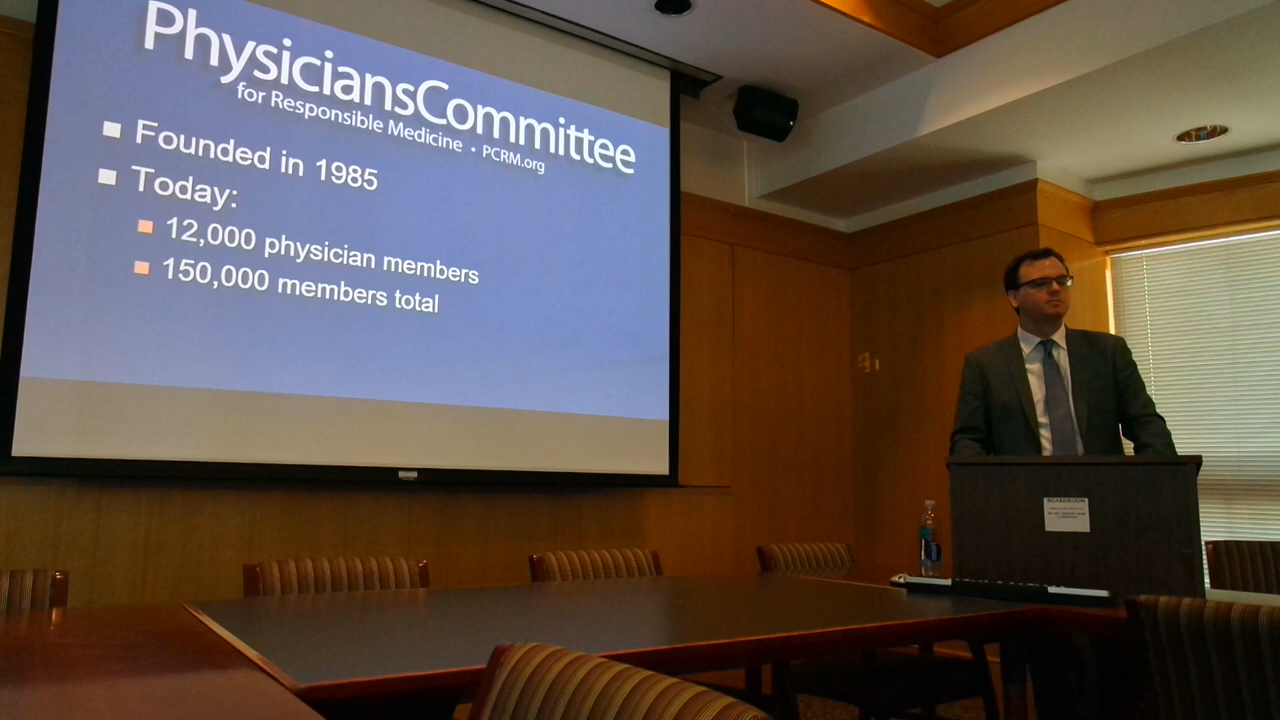 PhysiciansCommittee
for Responsible Medicine • PCRM.org
Founded in 1985
Today:
12,000 physician members
150,000 members total
BOARDROOM